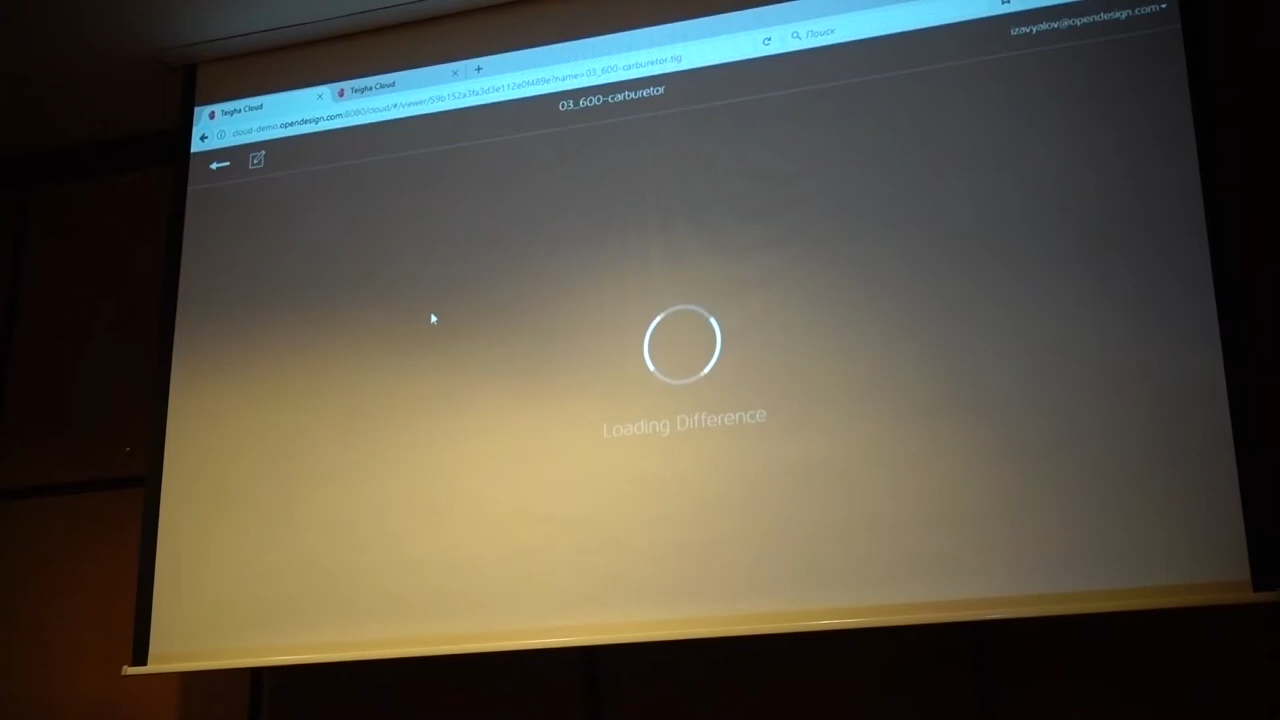 Teigha Cloud
Teigha Cloud
cloud-demo.opendesign.com:8080/cloud/#/viewer/59b152a3fa3d3e112e0f489e?name=03_600-carburetor.tig
Поиск
izavyalov@opendesign.com
03_600-carburetor
Loading Difference